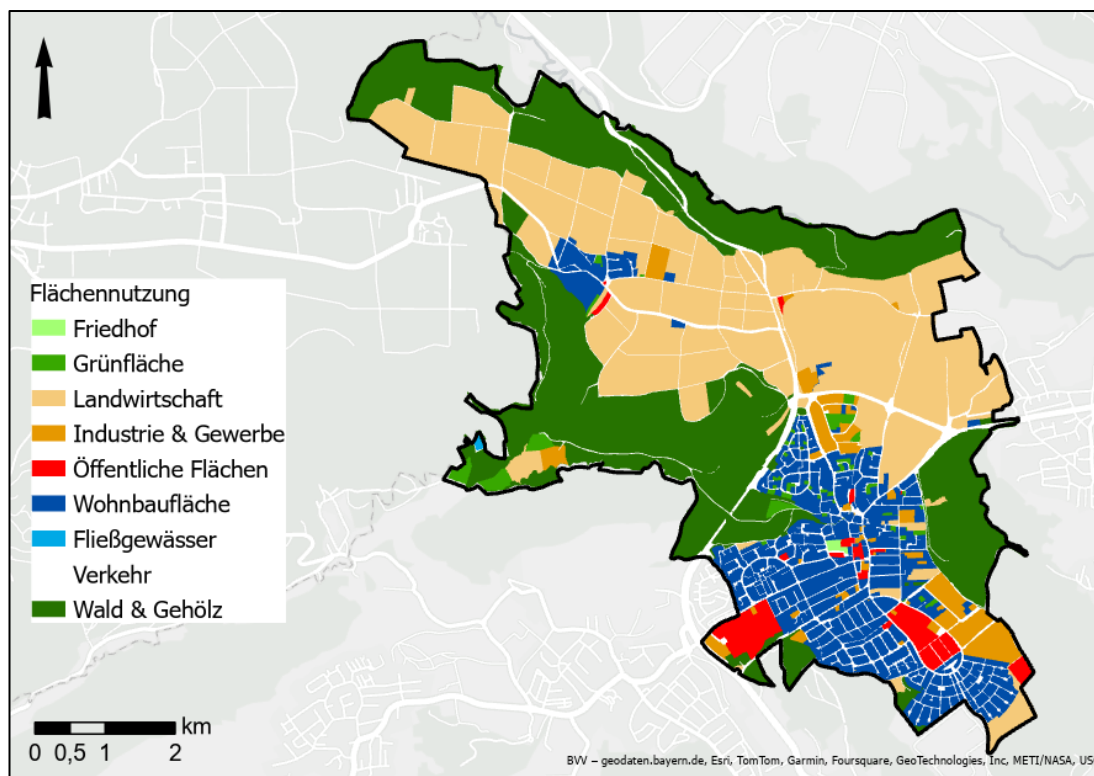 Flächennutzung
Friedhof
Grünfläche
Landwirtschaft
Industrie & Gewerbe
Öffentliche Flächen
Wohnbaufläche
Fließgewässer
Verkehr
Wald & Gehölz
km
0 0,5 1 2
BVV – geodaten.bayern.de, Esri, TomTom, Garmin, Foursquare, GeoTechnologies, Inc, METI/NASA, US